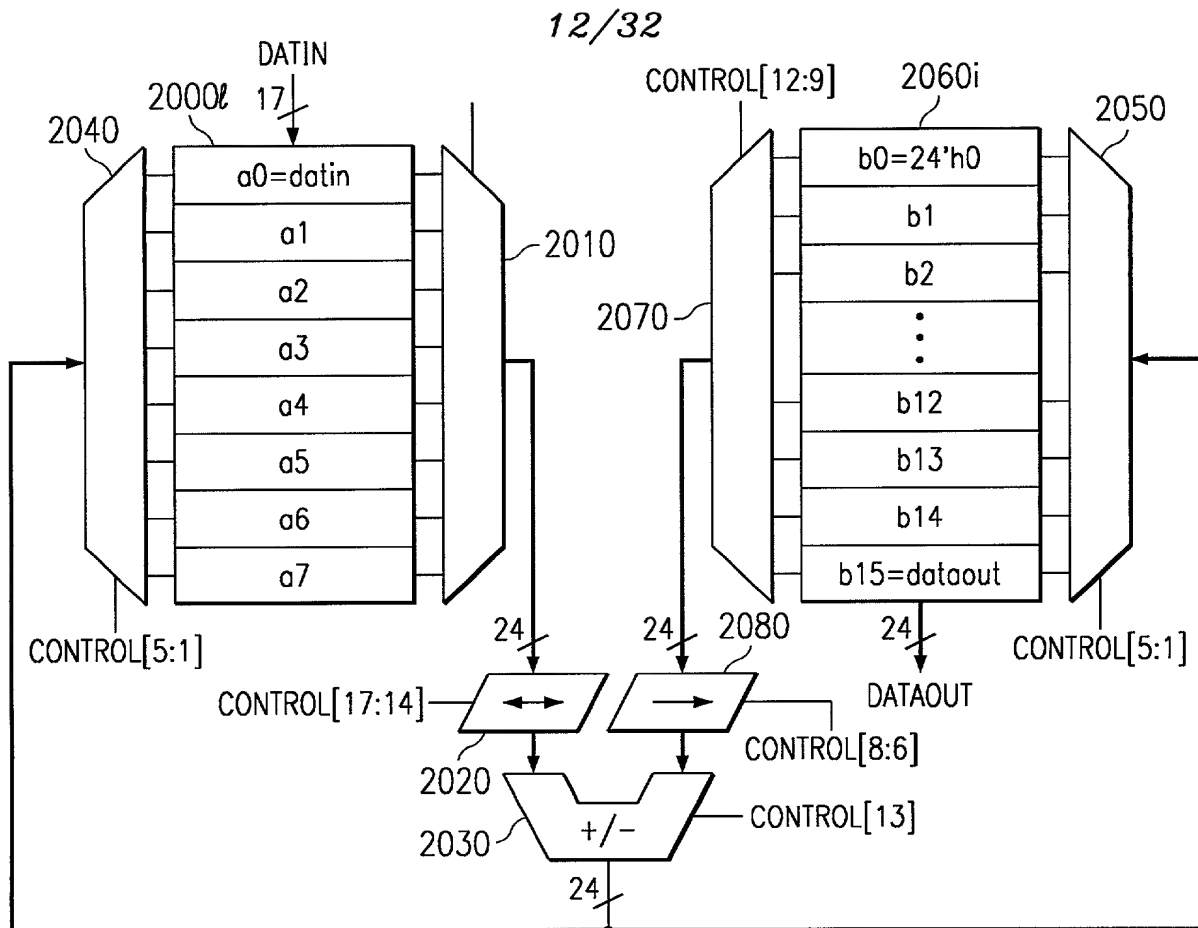 12/32
DATIN
17
2000ℓ
2040
a0=datin
a1
a2
a3
a4
a5
a6
a7
2010
CONTROL[5:1]
CONTROL[12:9]
2060i
2050
2070
b0=24'h0
b1
b2
b12
b13
b14
b15=dataout
24
DATAOUT
CONTROL[5:1]
24
24
2080
CONTROL[17:14]
2020
CONTROL[8:6]
2030
+/-
CONTROL[13]
24